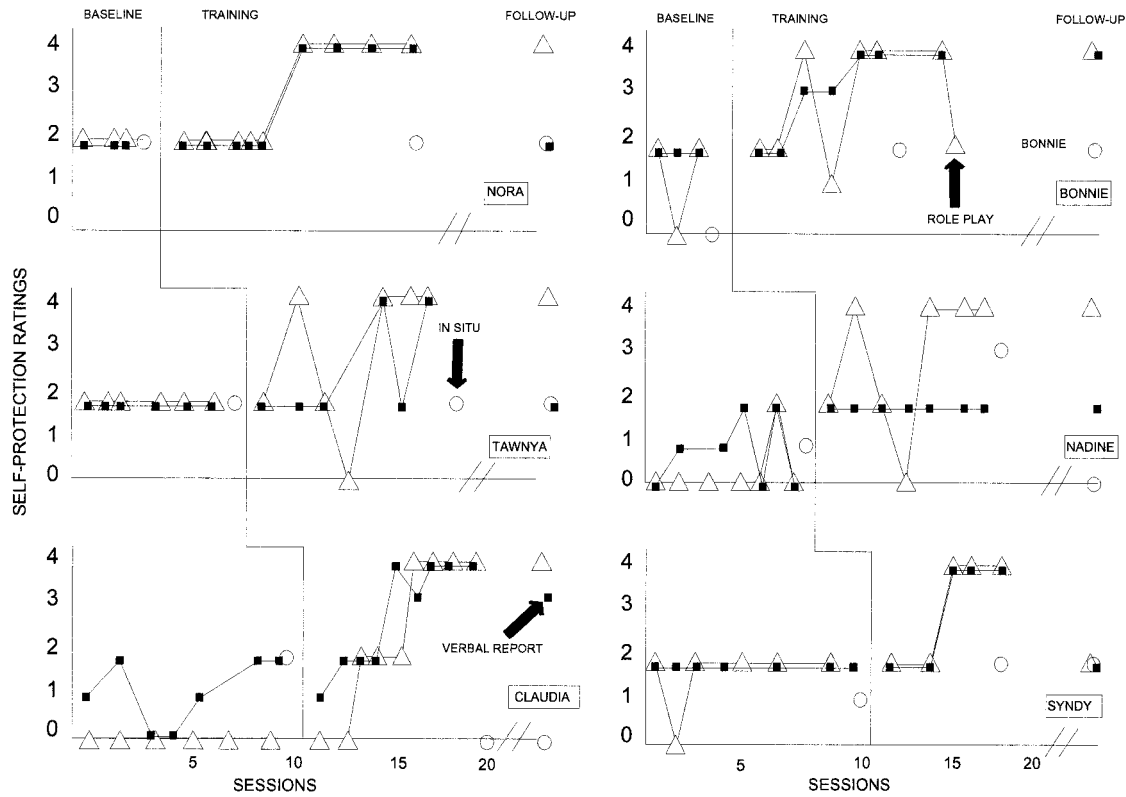 BASELINE TRAINING FOLLOW-UP
4
3
2
1
0
NORA
4
3
2
1
0
IN SITU
TAWNYA
4
3
2
1
0
VERBAL REPORT
CLAUDIA
5 10 15 20
SESSIONS
SELF-PROTECTION RATINGS
BASELINE TRAINING FOLLOW-UP
4
3
2
1
0
BONNIE
BONNIE
ROLE PLAY
4
3
2
1
0
NADINE
4
3
2
1
0
SYNDY
5 10 15 20
SESSIONS